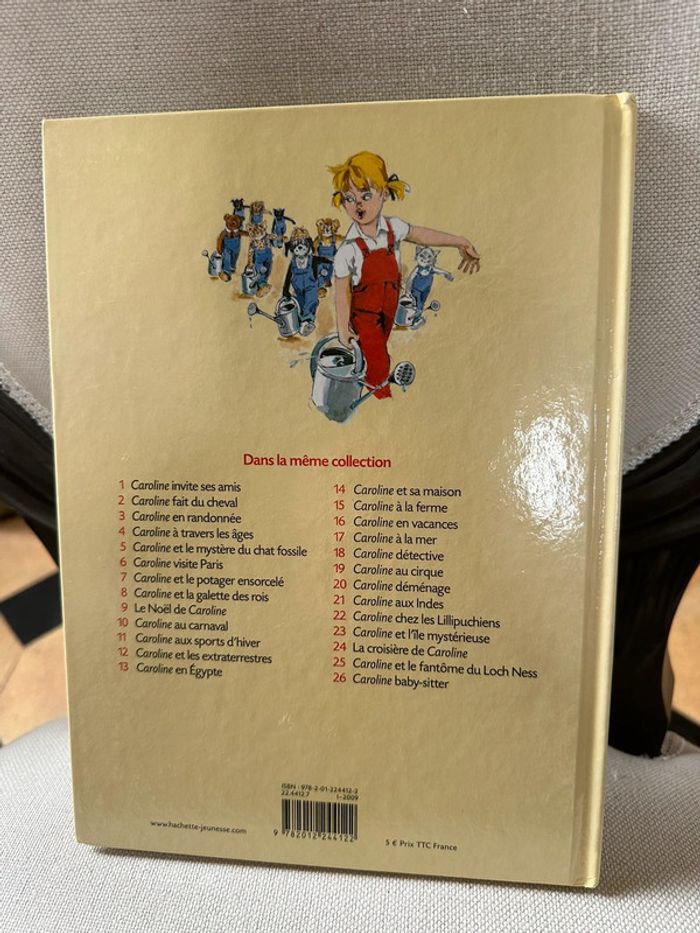 Dans la même collection
1 Caroline invite ses amis
2 Caroline fait du cheval
3 Caroline en randonnée
4 Caroline à travers les âges
5 Caroline et le mystère du chat fossile
6 Caroline visite Paris
7 Caroline et le potager ensorcelé
8 Caroline et la galette des rois
9 Le Noël de Caroline
10 Caroline au carnaval
11 Caroline aux sports d'hiver
12 Caroline et les extraterrestres
13 Caroline en Égypte
14 Caroline et sa maison
15 Caroline à la ferme
16 Caroline en vacances
17 Caroline à la mer
18 Caroline détective
19 Caroline au cirque
20 Caroline déménage
21 Caroline aux Indes
22 Caroline chez les Lillipuchiens
23 Caroline et l'île mystérieuse
24 La croisière de Caroline
25 Caroline et le fantôme du Loch Ness
26 Caroline baby-sitter
ISBN : 978-2-01-224412-2
22.4412.7 I-2009
www.hachette-jeunesse.com
9 782012 244122
5 € Prix TTC France